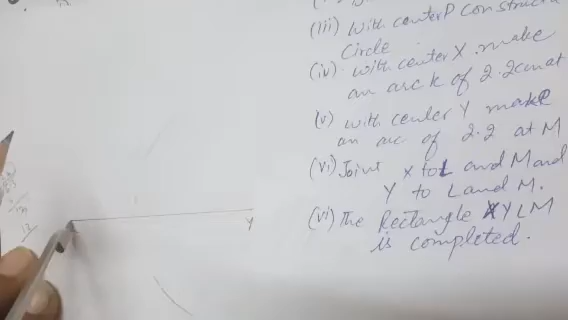 (iii) With center P construct
Circle
(iv) with center X make
an arc k of 2.2cm at
(v) with center Y make
an arc of 2.2 at M
(vi) Joint X to L and M and
Y to L and M.
(vi) The Rectangle XYLM
is completed.
Y